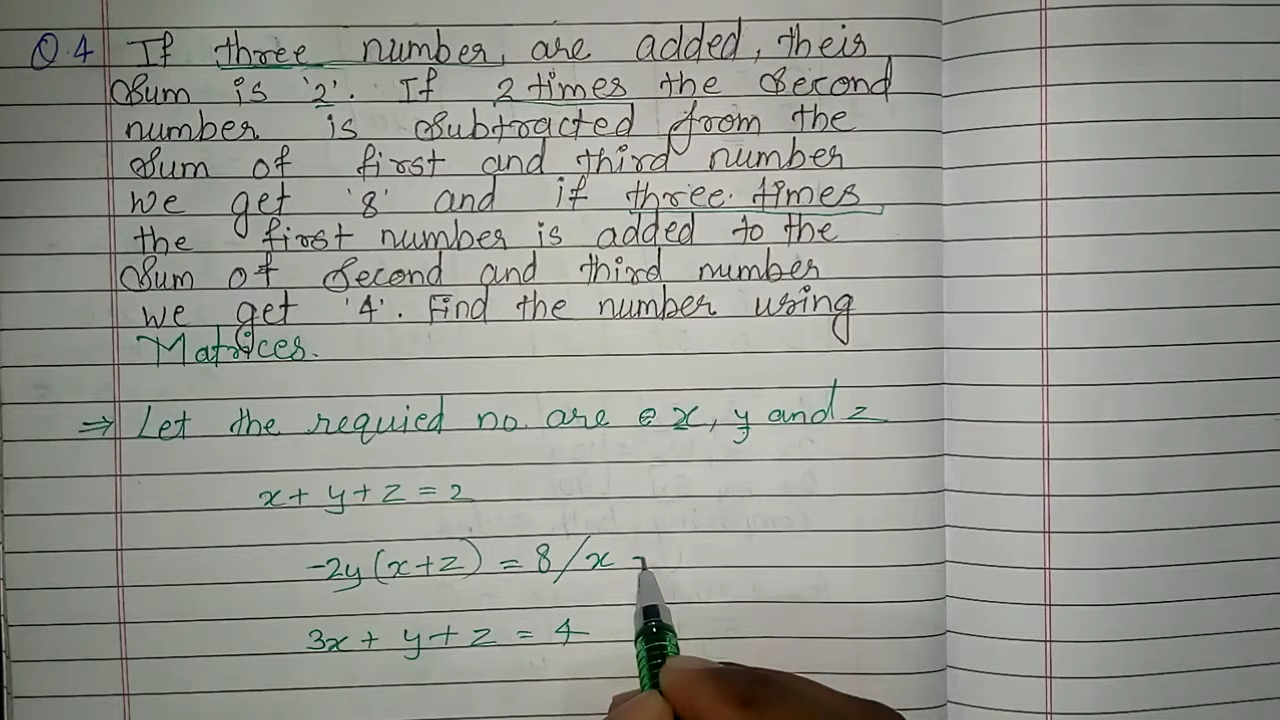 Q.4 If three number, are added, theis
Sum is '2'. If 2 times the Second
number is Subtracted from the
Sum of first and third number
we get '8' and if three times
the first number is added to the
Sum of Second and third number
we get '4'. Find the number using
Matrices.
⇒ Let the requied no. are x, y and z
x + y + z = 2
-2y (x+z) = 8 / x -
3x + y + z = 4